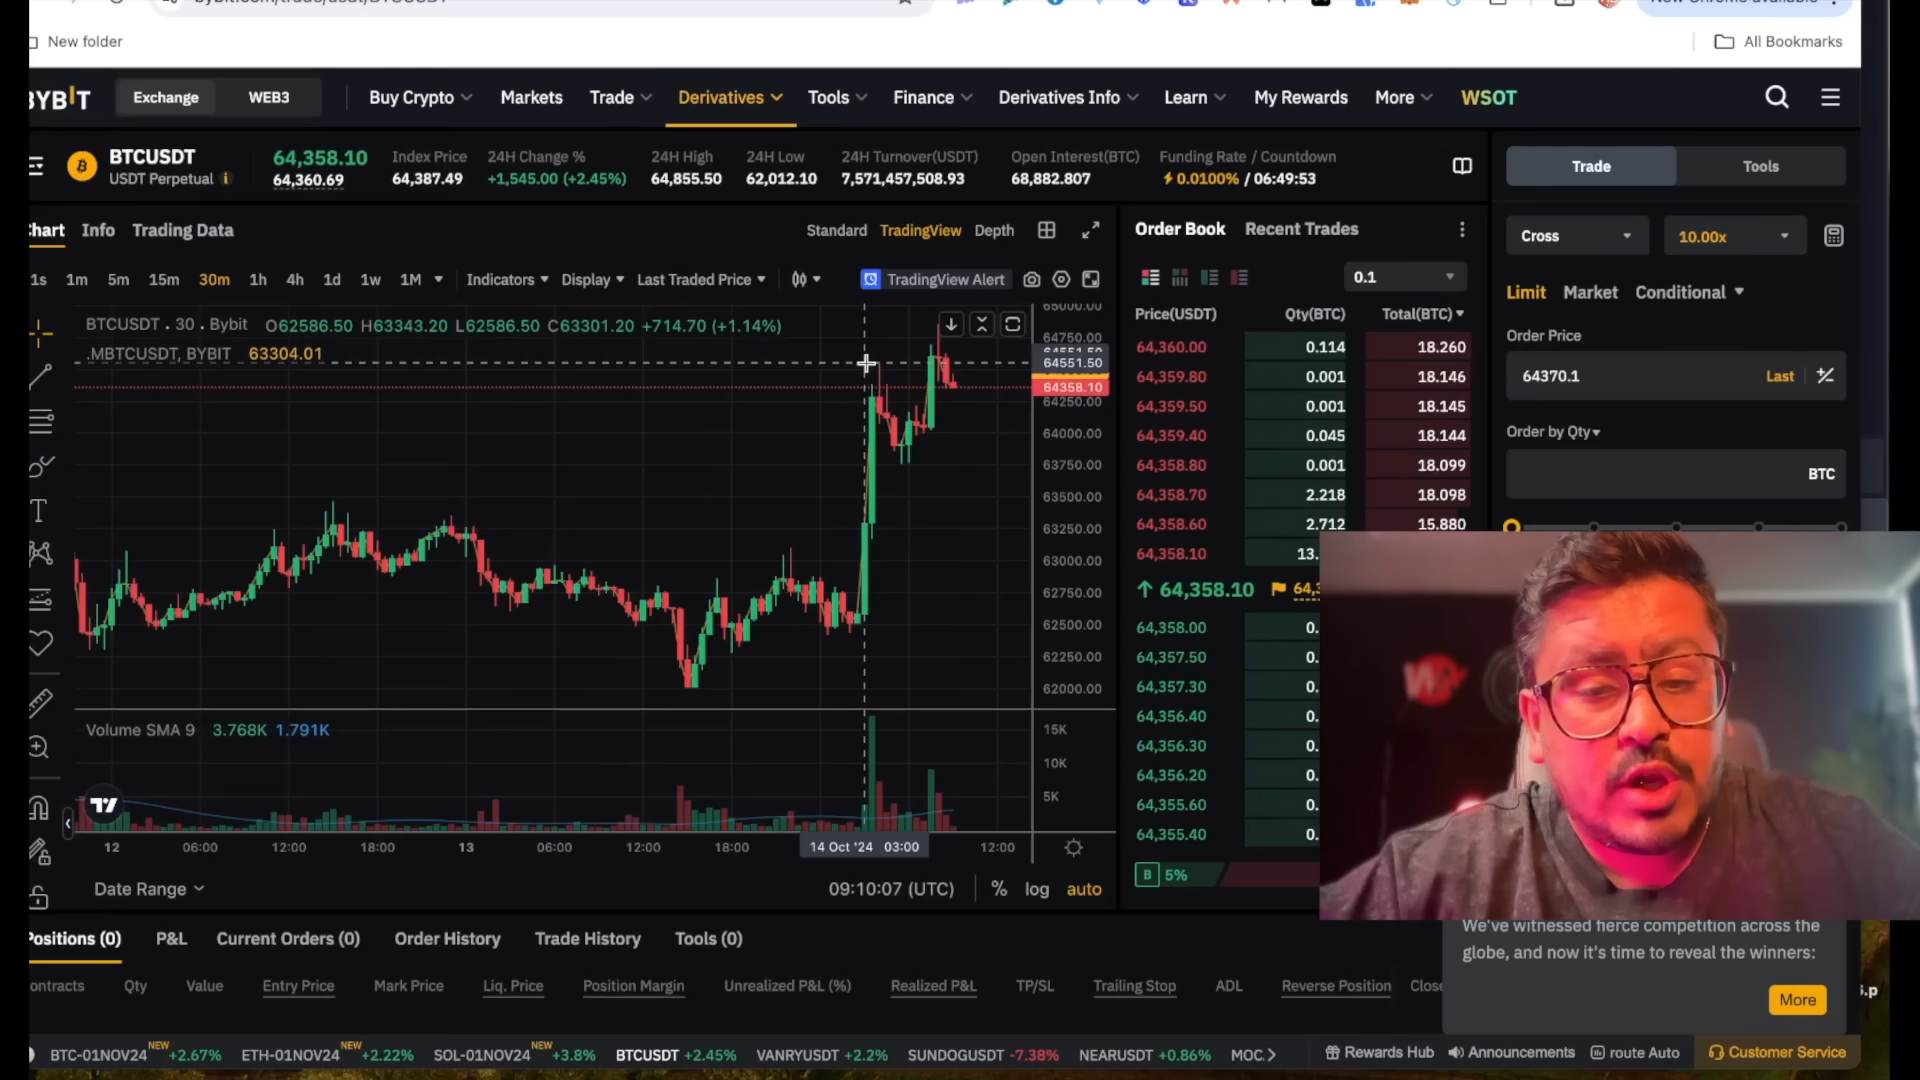 New folder
All Bookmarks
BYBIT Exchange WEB3 Buy Crypto Markets Trade Derivatives Tools Finance Derivatives Info Learn My Rewards More WSOT
BTCUSDT
USDT Perpetual
64,358.10
64,360.69
Index Price
64,387.49
24H Change %
+1,545.00 (+2.45%)
24H High
64,855.50
24H Low
62,012.10
24H Turnover(USDT)
7,571,457,508.93
Open Interest(BTC)
68,882.807
Funding Rate / Countdown
0.0100% / 06:49:53
Trade Tools
Cross 10.00x
Limit Market Conditional
Order Price
64370.1 Last
Order by Qty
BTC
Chart Info Trading Data
Standard TradingView Depth
1s 1m 5m 15m 30m 1h 4h 1d 1w 1M Indicators Display Last Traded Price TradingView Alert
BTCUSDT . 30 . Bybit O62586.50 H63343.20 L62586.50 C63301.20 +714.70 (+1.14%)
.MBTCUSDT, BYBIT 63304.01
65000.00
64750.00
64551.50
64358.10
64250.00
64000.00
63750.00
63500.00
63250.00
63000.00
62750.00
62500.00
62250.00
62000.00
Volume SMA 9 3.768K 1.791K
15K
10K
5K
12 06:00 12:00 18:00 13 06:00 12:00 18:00 14 Oct '24 03:00 12:00
Date Range 09:10:07 (UTC) % log auto
Order Book Recent Trades
0.1
Price(USDT) Qty(BTC) Total(BTC)
64,360.00 0.114 18.260
64,359.80 0.001 18.146
64,359.50 0.001 18.145
64,359.40 0.045 18.144
64,358.80 0.001 18.099
64,358.70 2.218 18.098
64,358.60 2.712 15.880
64,358.10 13.
64,358.10 64,3
64,358.00 0.
64,357.50 0.
64,357.30 0.
64,356.40 0.
64,356.30 0.
64,356.20 0.
64,355.60 0.
64,355.40 0.
B 5%
Positions (0) P&L Current Orders (0) Order History Trade History Tools (0)
Contracts Qty Value Entry Price Mark Price Liq. Price Position Margin Unrealized P&L (%) Realized P&L TP/SL Trailing Stop ADL Reverse Position Close
We've witnessed fierce competition across the
globe, and now it's time to reveal the winners:
More
BTC-01NOV24 NEW +2.67% ETH-01NOV24 NEW +2.22% SOL-01NOV24 NEW +3.8% BTCUSDT +2.45% VANRYUSDT +2.2% SUNDOGUSDT -7.38% NEARUSDT +0.86% MOC
Rewards Hub Announcements route Auto Customer Service